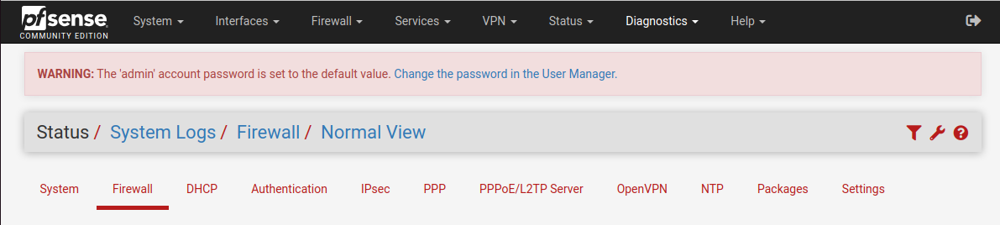 pfsense
COMMUNITY EDITION
System Interfaces Firewall Services VPN Status Diagnostics Help
WARNING: The 'admin' account password is set to the default value. Change the password in the User Manager.
Status / System Logs / Firewall / Normal View
System Firewall DHCP Authentication IPsec PPP PPPoE/L2TP Server OpenVPN NTP Packages Settings